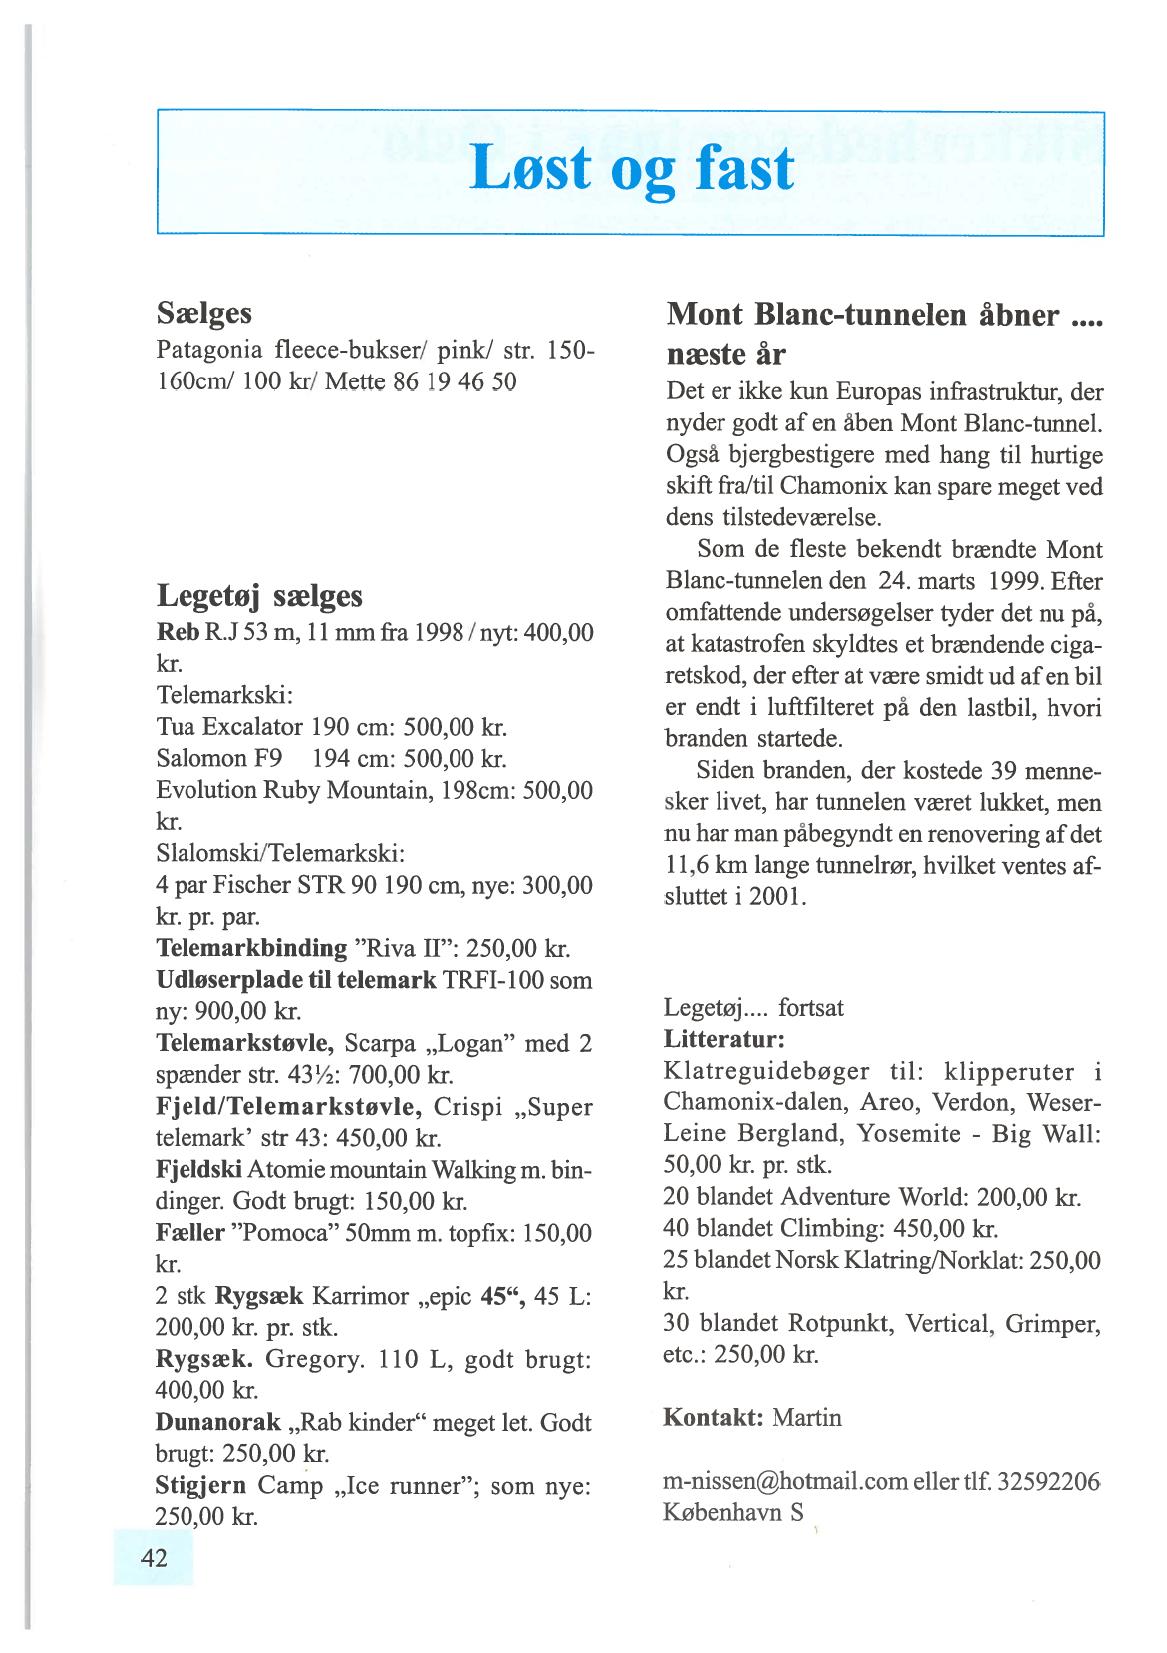 Løst og fast
Sælges
Patagonia fleece-bukser/ pink/ str. 150-
160cm/ 100 kr/ Mette 86 19 46 50
Legetøj sælges
Reb R.J 53 m, 11 mm fra 1998 / nyt: 400,00
kr.
Telemarkski:
Tua Excalator 190 cm: 500,00 kr.
Salomon F9 194 cm: 500,00 kr.
Evolution Ruby Mountain, 198cm: 500,00
kr.
Slalomski/Telemarkski:
4 par Fischer STR 90 190 cm, nye: 300,00
kr. pr. par.
Telemarkbinding ”Riva II”: 250,00 kr.
Udløserplade til telemark TRFI-100 som
ny: 900,00 kr.
Telemarkstøvle, Scarpa „Logan” med 2
spænder str. 43½: 700,00 kr.
Fjeld/Telemarkstøvle, Crispi „Super
telemark’ str 43: 450,00 kr.
Fjeldski Atomie mountain Walking m. bin-
dinger. Godt brugt: 150,00 kr.
Fæller ”Pomoca” 50mm m. topfix: 150,00
kr.
2 stk Rygsæk Karrimor „epic 45“, 45 L:
200,00 kr. pr. stk.
Rygsæk. Gregory. 110 L, godt brugt:
400,00 kr.
Dunanorak „Rab kinder“ meget let. Godt
brugt: 250,00 kr.
Stigjern Camp „Ice runner”; som nye:
250,00 kr.
Mont Blanc-tunnelen åbner ....
næste år
Det er ikke kun Europas infrastruktur, der
nyder godt af en åben Mont Blanc-tunnel.
Også bjergbestigere med hang til hurtige
skift fra/til Chamonix kan spare meget ved
dens tilstedeværelse.
Som de fleste bekendt brændte Mont
Blanc-tunnelen den 24. marts 1999. Efter
omfattende undersøgelser tyder det nu på,
at katastrofen skyldtes et brændende ciga-
retskod, der efter at være smidt ud af en bil
er endt i luftfilteret på den lastbil, hvori
branden startede.
Siden branden, der kostede 39 menne-
sker livet, har tunnelen været lukket, men
nu har man påbegyndt en renovering af det
11,6 km lange tunnelrør, hvilket ventes af-
sluttet i 2001.
Legetøj.... fortsat
Litteratur:
Klatreguidebøger til: klipperuter i
Chamonix-dalen, Areo, Verdon, Weser-
Leine Bergland, Yosemite - Big Wall:
50,00 kr. pr. stk.
20 blandet Adventure World: 200,00 kr.
40 blandet Climbing: 450,00 kr.
25 blandet Norsk Klatring/Norklat: 250,00
kr.
30 blandet Rotpunkt, Vertical, Grimper,
etc.: 250,00 kr.
Kontakt: Martin
m-nissen@hotmail.com eller tlf. 32592206
København S
42